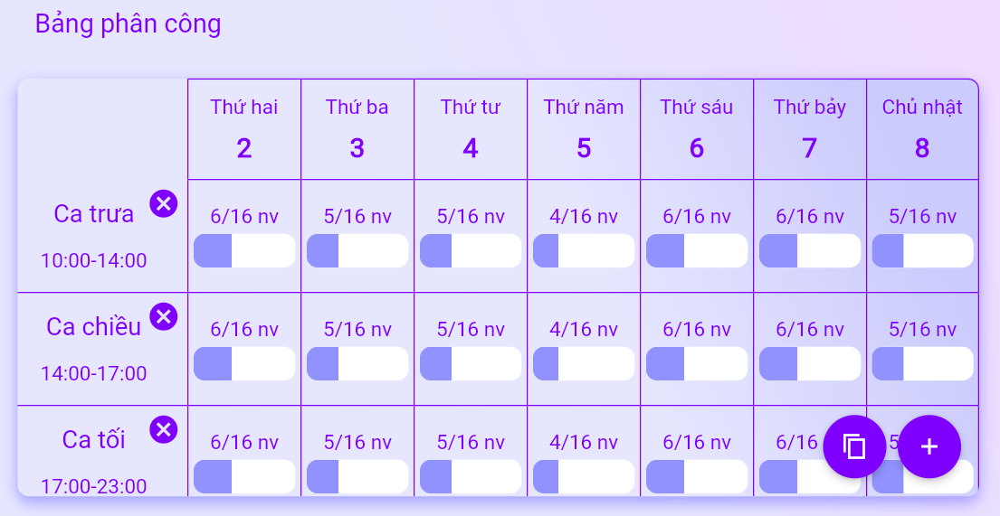 Bảng phân công
Thứ hai Thứ ba Thứ tư Thứ năm Thứ sáu Thứ bảy Chủ nhật
2 3 4 5 6 7 8
Ca trưa
10:00-14:00
6/16 nv 5/16 nv 5/16 nv 4/16 nv 6/16 nv 6/16 nv 5/16 nv
Ca chiều
14:00-17:00
6/16 nv 5/16 nv 5/16 nv 4/16 nv 6/16 nv 6/16 nv 5/16 nv
Ca tối
17:00-23:00
6/16 nv 5/16 nv 5/16 nv 4/16 nv 6/16 nv 6/16 5